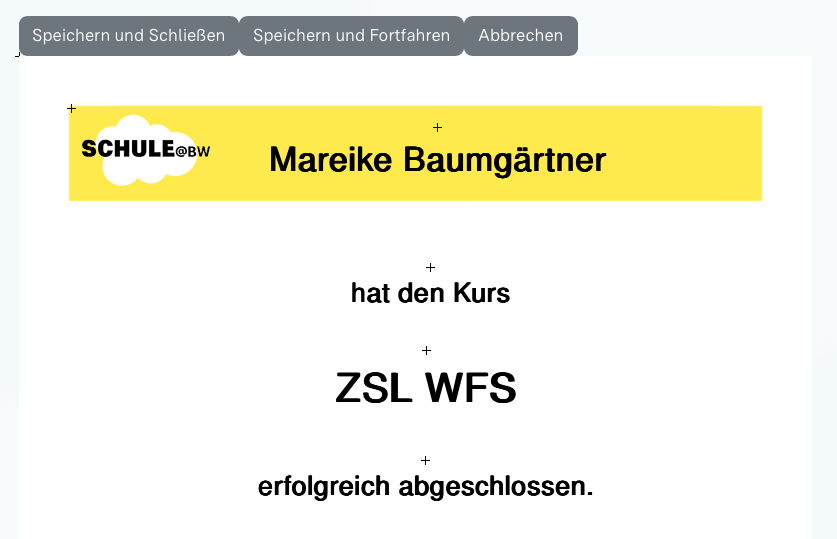 Speichern und Schließen Speichern und Fortfahren Abbrechen
SCHULE@BW
Mareike Baumgärtner
hat den Kurs
ZSL WFS
erfolgreich abgeschlossen.